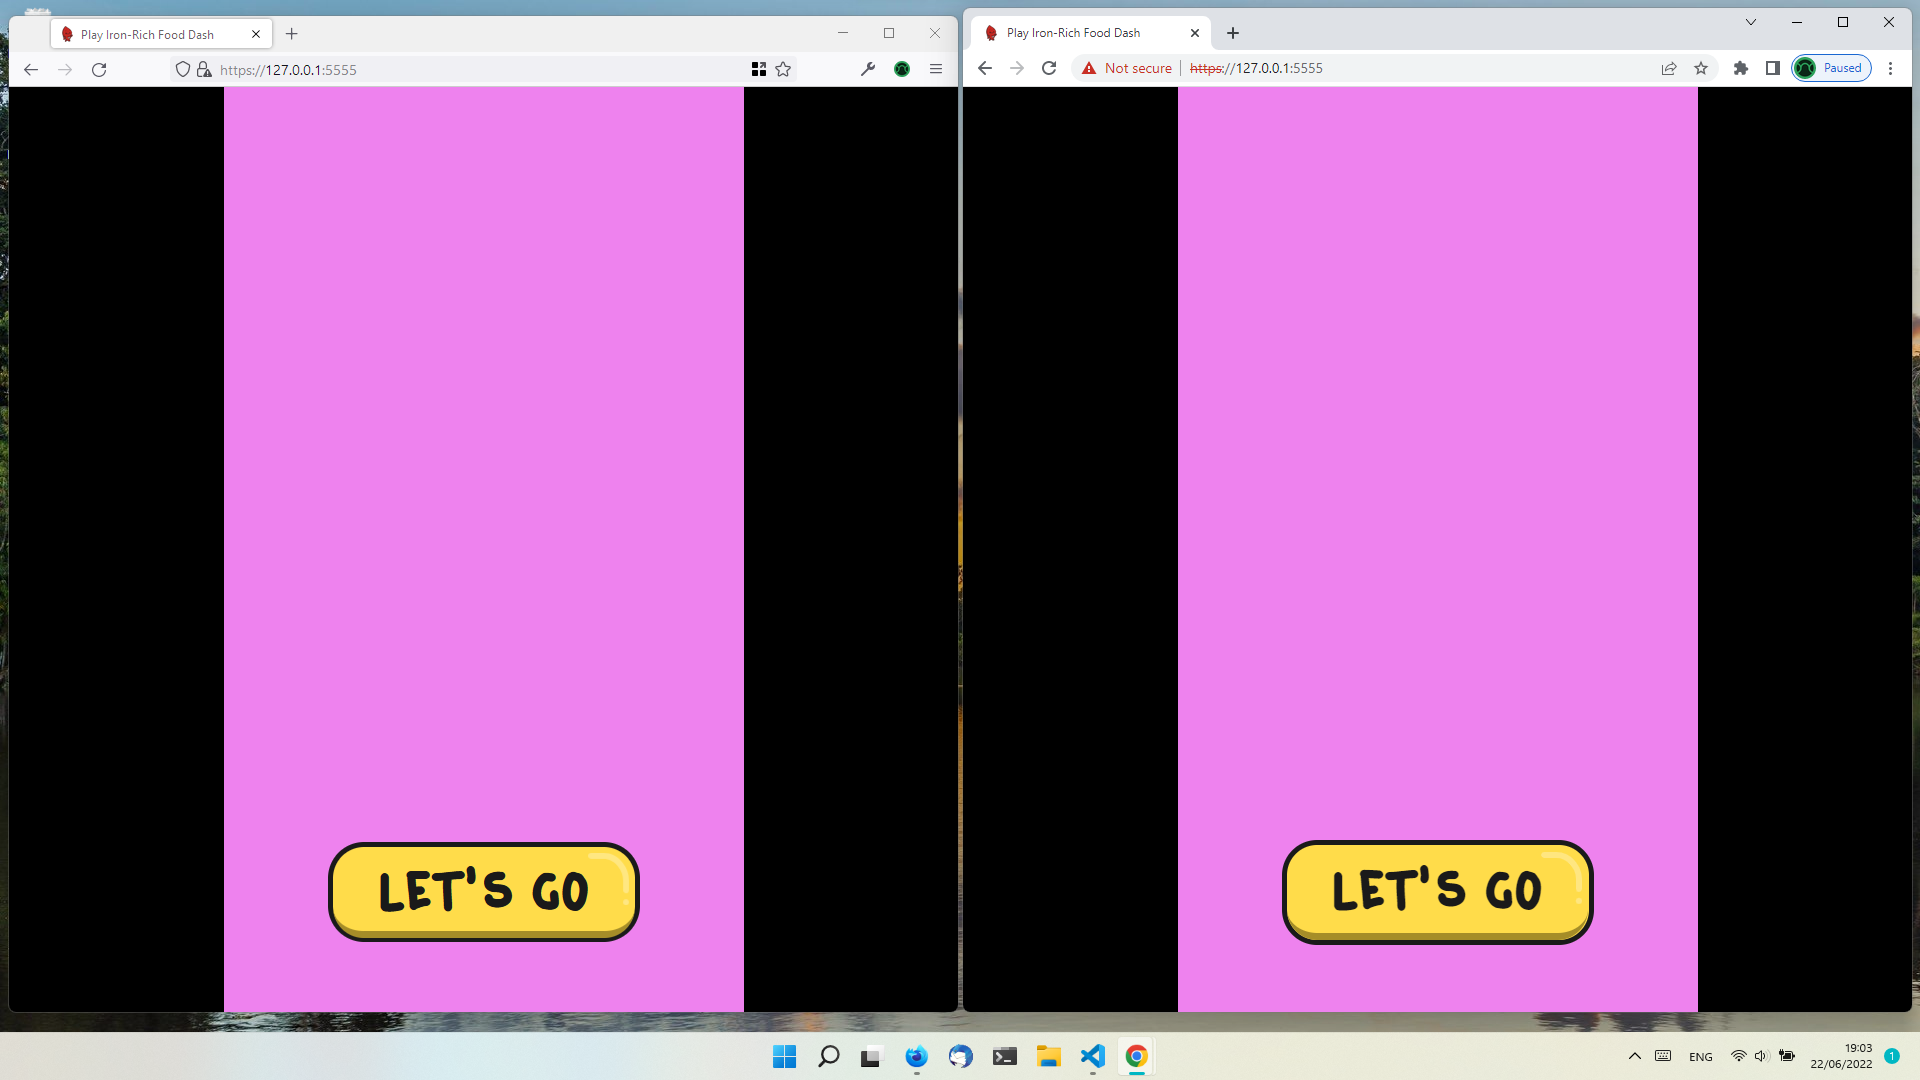 Play Iron-Rich Food Dash
https://127.0.0.1:5555
LET'S GO
Play Iron-Rich Food Dash
Not secure
https://127.0.0.1:5555
Paused
LET'S GO
ENG
19:03
22/06/2022
1